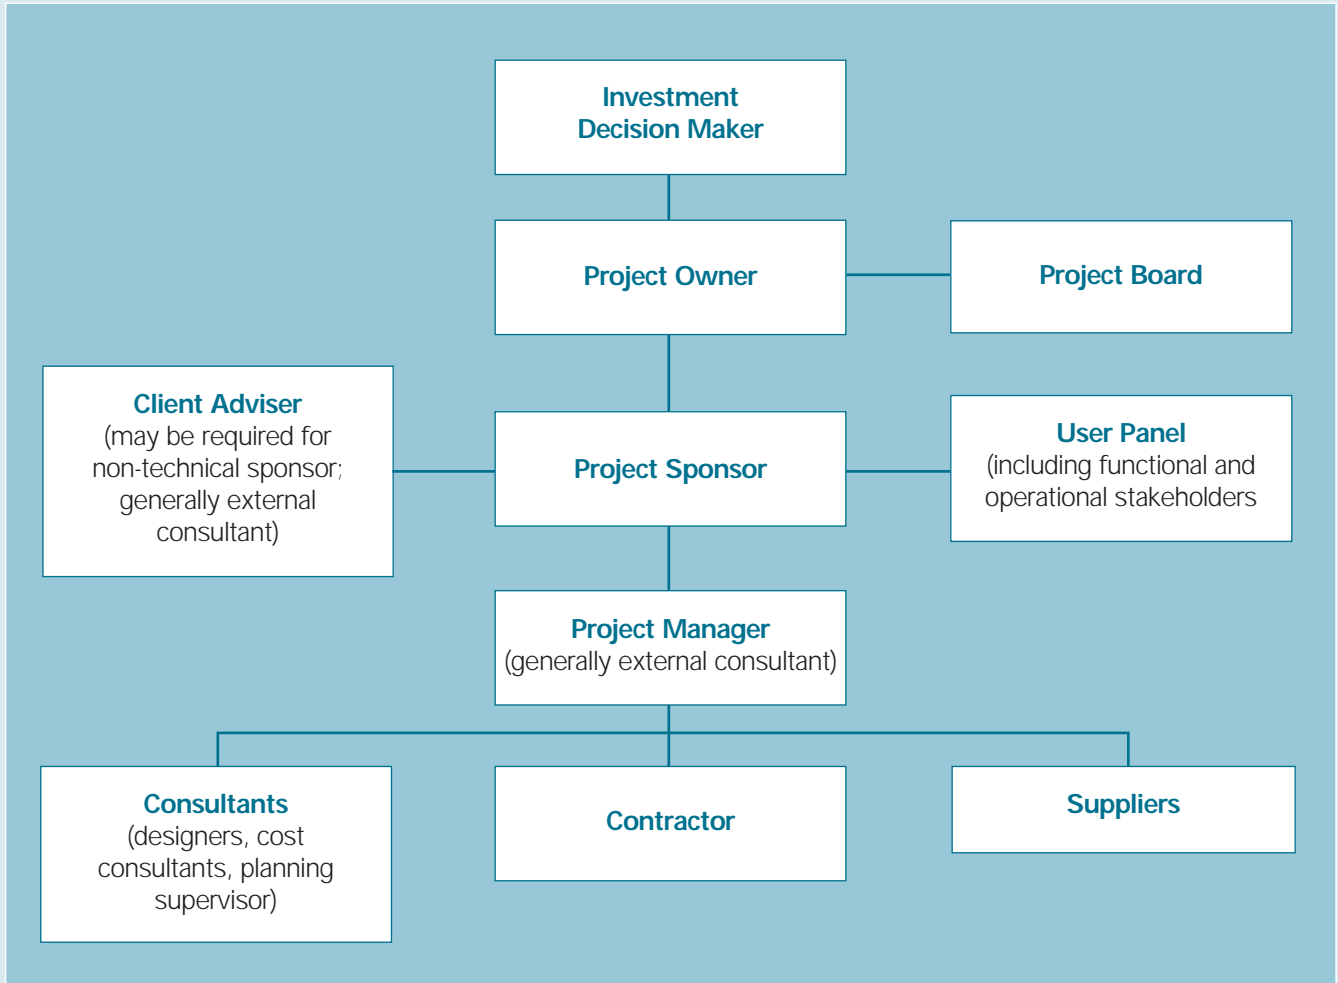 Investment
Decision Maker
Project Owner
Project Board
Client Adviser
(may be required for
non-technical sponsor;
generally external
consultant)
Project Sponsor
User Panel
(including functional and
operational stakeholders
Project Manager
(generally external consultant)
Consultants
(designers, cost
consultants, planning
supervisor)
Contractor
Suppliers